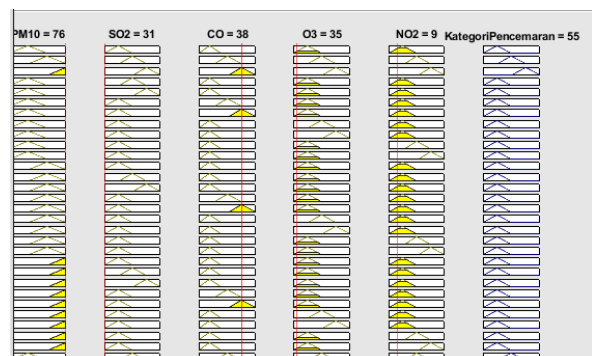 PM10 = 76 SO2 = 31 CO = 38 O3 = 35 NO2 = 9 KategoriPencemaran = 55